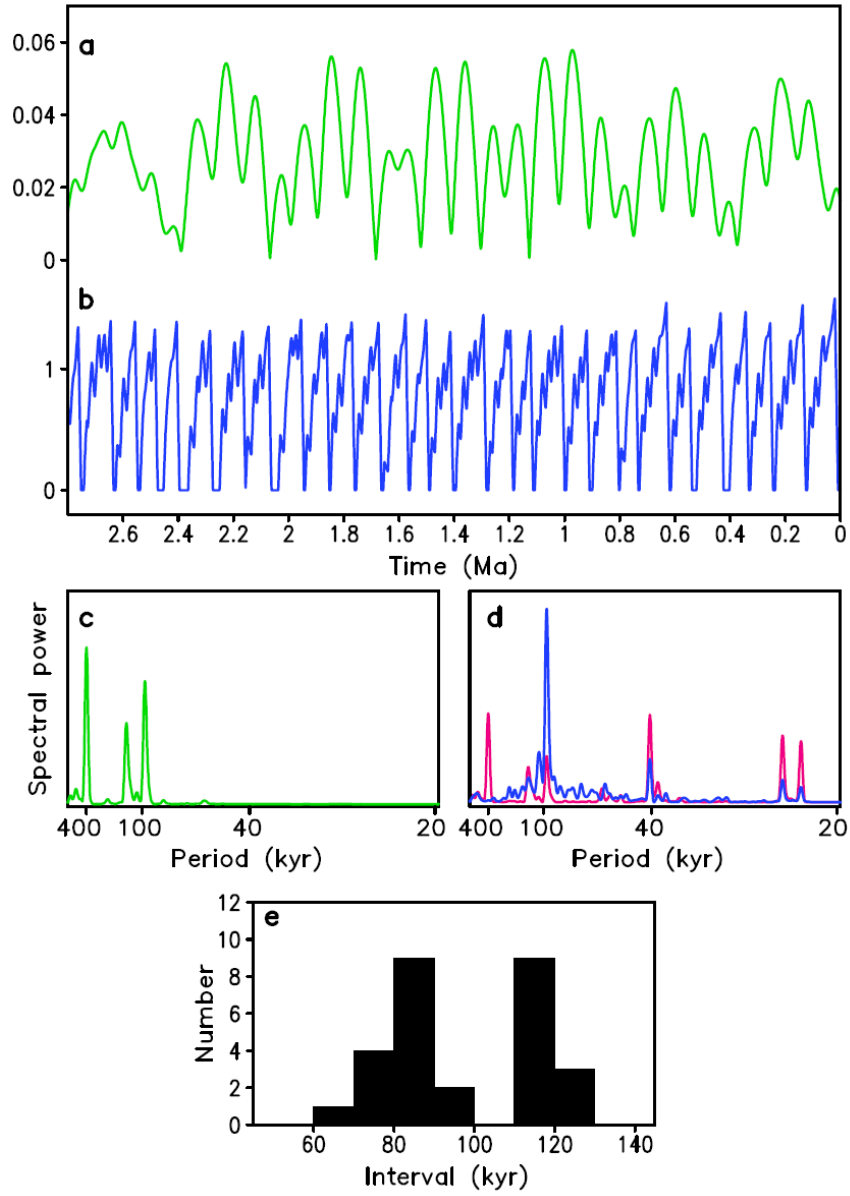 a
0.06
0.04
0.02
0
b
1
0
2.6 2.4 2.2 2 1.8 1.6 1.4 1.2 1 0.8 0.6 0.4 0.2 0
Time (Ma)
c
Spectral power
400 100 40 20
Period (kyr)
d
400 100 40 20
Period (kyr)
e
12
10
8
6
4
2
0
Number
60 80 100 120 140
Interval (kyr)